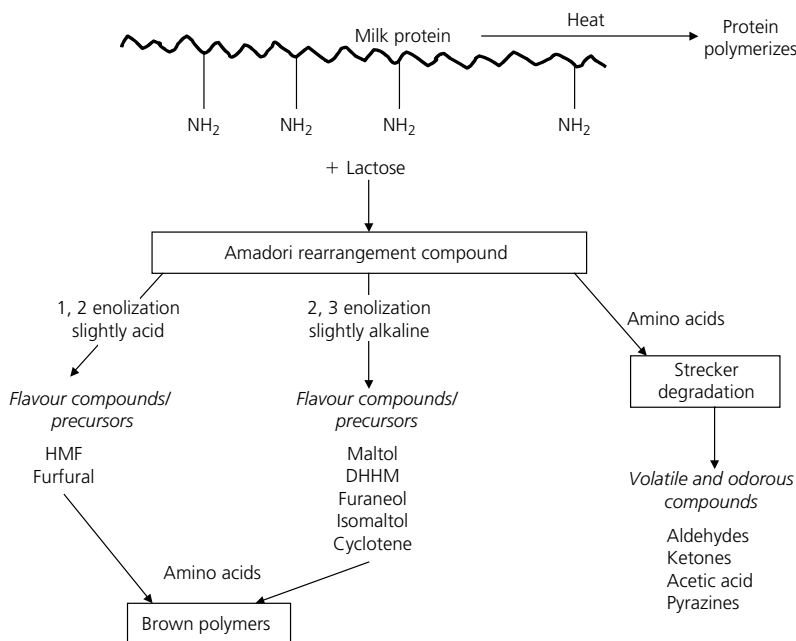 Milk protein
Heat
Protein
polymerizes
NH₂
NH₂
NH₂
NH₂
+ Lactose
Amadori rearrangement compound
1, 2 enolization
slightly acid
2, 3 enolization
slightly alkaline
Amino acids
Strecker
degradation
Flavour compounds/
precursors
HMF
Furfural
Flavour compounds/
precursors
Maltol
DHHM
Furaneol
Isomaltol
Cyclotene
Volatile and odorous
compounds
Aldehydes
Ketones
Acetic acid
Pyrazines
Amino acids
Brown polymers